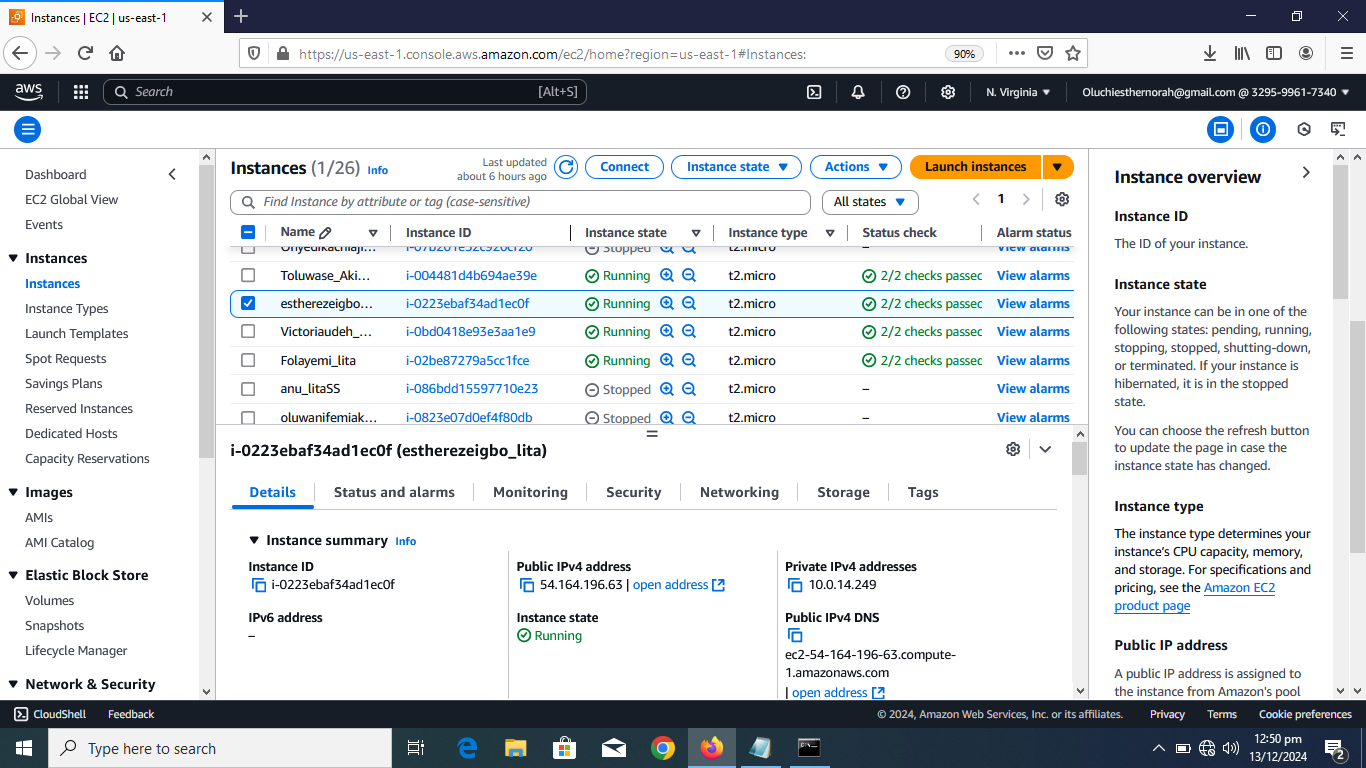 Instances | EC2 | us-east-1
https://us-east-1.console.aws.amazon.com/ec2/home?region=us-east-1#Instances:
90%
aws
Search
[Alt+S]
N. Virginia
Oluchiesthernorah@gmail.com @ 3295-9961-7340
Dashboard
EC2 Global View
Events
Instances
Instances
Instance Types
Launch Templates
Spot Requests
Savings Plans
Reserved Instances
Dedicated Hosts
Capacity Reservations
Images
AMIs
AMI Catalog
Elastic Block Store
Volumes
Snapshots
Lifecycle Manager
Network & Security
Instances (1/26) Info
Last updated
about 6 hours ago
Connect
Instance state
Actions
Launch instances
Find Instance by attribute or tag (case-sensitive)
All states
1
Name Instance ID Instance state Instance type Status check Alarm status
Stopped t2.micro – View alarms
Toluwase_Aki... i-004481d4b694ae39e Running t2.micro 2/2 checks passec View alarms
estherezeigbo... i-0223ebaf34ad1ec0f Running t2.micro 2/2 checks passec View alarms
Victoriaudeh_... i-0bd0418e93e3aa1e9 Running t2.micro 2/2 checks passec View alarms
Folayemi_lita i-02be87279a5cc1fce Running t2.micro 2/2 checks passec View alarms
anu_litaSS i-086bdd15597710e23 Stopped t2.micro – View alarms
oluwanifemiak... i-0823e07d0ef4f80db Stopped t2.micro – View alarms
i-0223ebaf34ad1ec0f (estherezeigbo_lita)
Details
Status and alarms
Monitoring
Security
Networking
Storage
Tags
Instance summary Info
Instance ID
i-0223ebaf34ad1ec0f
Public IPv4 address
54.164.196.63 | open address
Private IPv4 addresses
10.0.14.249
IPv6 address
–
Instance state
Running
Public IPv4 DNS
ec2-54-164-196-63.compute-
1.amazonaws.com
| open address
Instance overview
Instance ID
The ID of your instance.
Instance state
Your instance can be in one of the
following states: pending, running,
stopping, stopped, shutting-down,
or terminated. If your instance is
hibernated, it is in the stopped
state.
You can choose the refresh button
to update the page in case the
instance state has changed.
Instance type
The instance type determines your
instance's CPU capacity, memory,
and storage. For specifications and
pricing, see the Amazon EC2
product page
Public IP address
A public IP address is assigned to
the instance from Amazon's pool
CloudShell
Feedback
© 2024, Amazon Web Services, Inc. or its affiliates.
Privacy
Terms
Cookie preferences
Type here to search
12:50 pm
13/12/2024
2